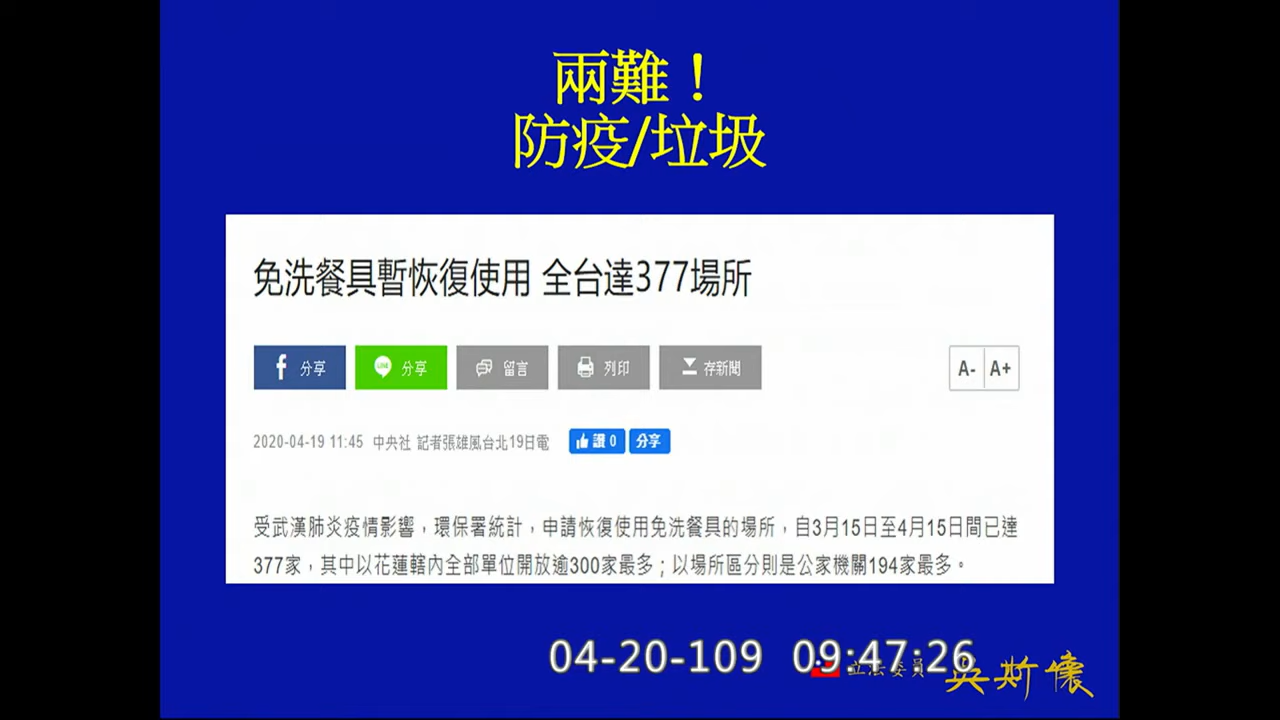 兩難！
防疫/垃圾
免洗餐具暫恢復使用 全台達377場所
分享 分享 留言 列印 存新聞 A- A+
2020-04-19 11:45 中央社 記者張雄風台北19日電 讚 0 分享
受武漢肺炎疫情影響，環保署統計，申請恢復使用免洗餐具的場所，自3月15日至4月15日間已達
377家，其中以花蓮轄內全部單位開放逾300家最多；以場所區分則是公家機關194家最多。
04-20-109 09:47:26
立法委員 吳斯懷